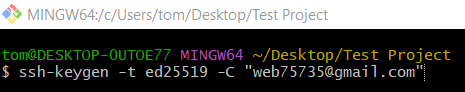 MINGW64:/c/Users/tom/Desktop/Test Project
tom@DESKTOP-OUTOE77 MINGW64 ~/Desktop/Test Project
$ ssh-keygen -t ed25519 -C "web75735@gmail.com"